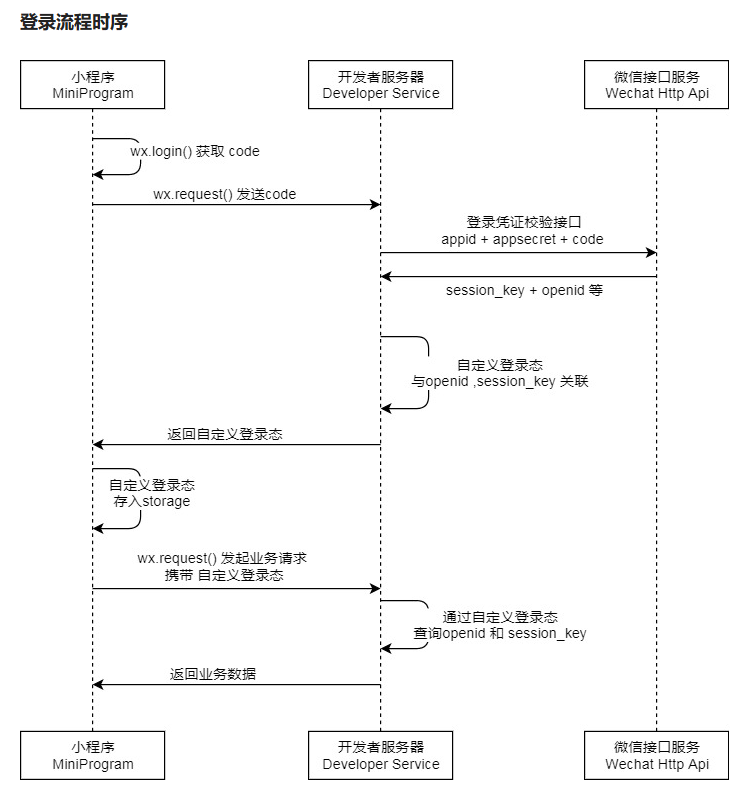 登录流程时序
小程序
MiniProgram
开发者服务器
Developer Service
微信接口服务
Wechat Http Api
wx.login() 获取 code
wx.request() 发送code
登录凭证校验接口
appid + appsecret + code
session_key + openid 等
自定义登录态
与openid ,session_key 关联
返回自定义登录态
自定义登录态
存入storage
wx.request() 发起业务请求
携带 自定义登录态
通过自定义登录态
查询openid 和 session_key
返回业务数据
小程序
MiniProgram
开发者服务器
Developer Service
微信接口服务
Wechat Http Api